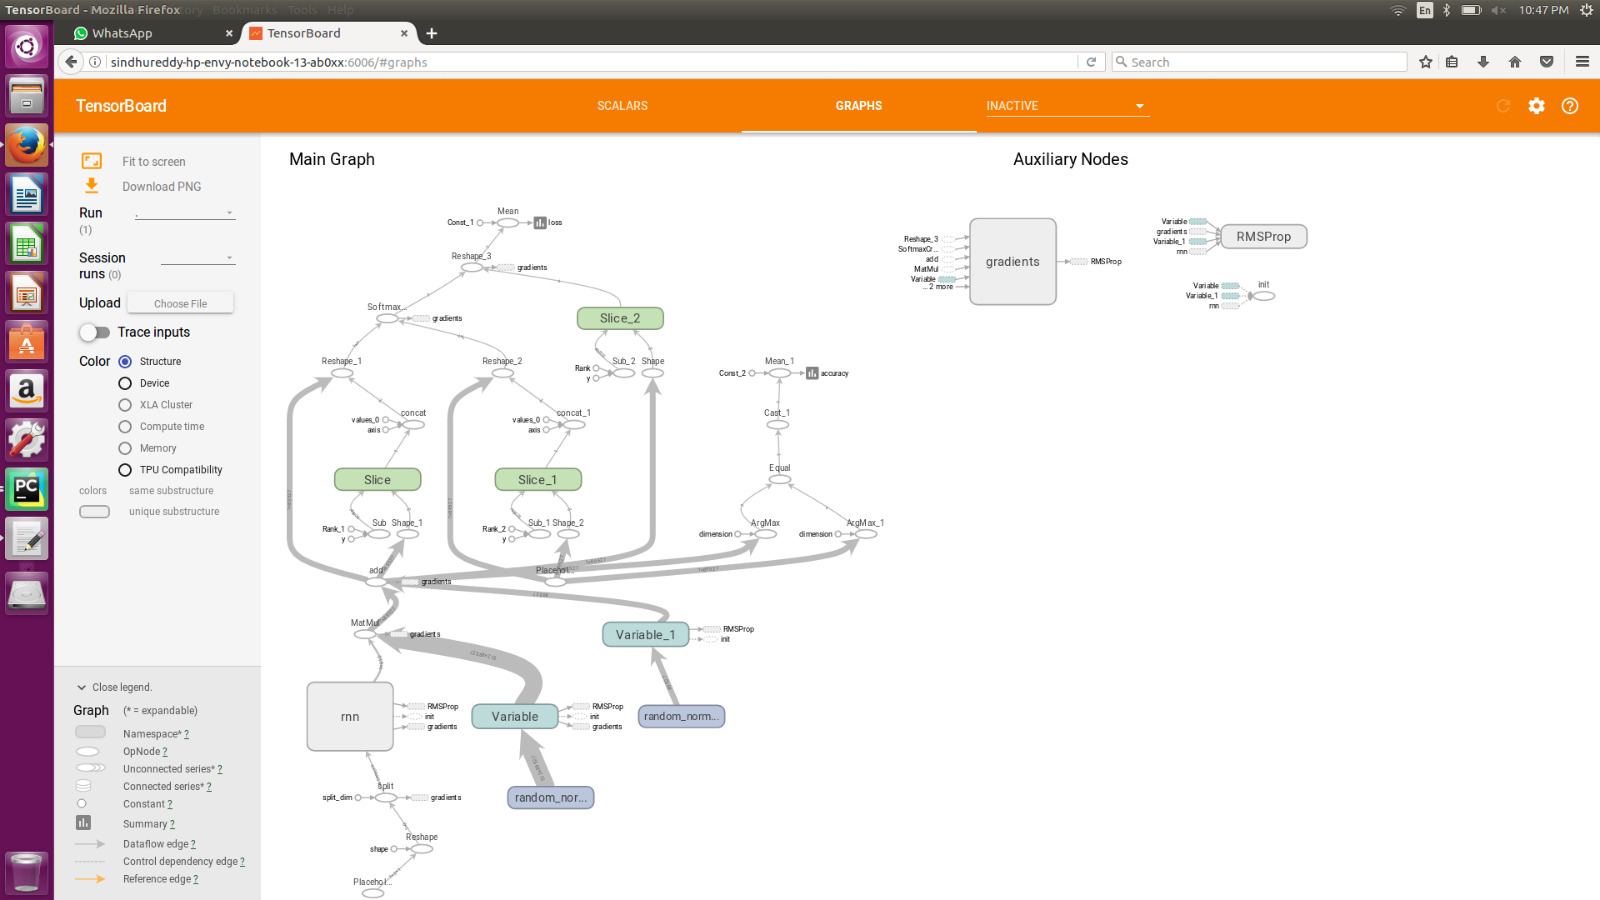 TensorBoard - Mozilla Firefox
Bookmarks Tools Help
En
10:47 PM
WhatsApp
TensorBoard
sindhureddy-hp-envy-notebook-13-ab0xx:6006/#graphs
Search
TensorBoard
SCALARS
GRAPHS
INACTIVE
Fit to screen
Download PNG
Run
(1)
.
Session
runs (0)
Upload
Choose File
Trace inputs
Color
Structure
Device
XLA Cluster
Compute time
Memory
TPU Compatibility
colors
same substructure
unique substructure
Close legend.
Graph
(* = expandable)
Namespace* ?
OpNode ?
Unconnected series* ?
Connected series* ?
Constant ?
Summary ?
Dataflow edge ?
Control dependency edge ?
Reference edge ?
Main Graph
Mean
Const_1
loss
Reshape_3
gradients
Softmax...
gradients
Slice_2
Reshape_1
Reshape_2
Sub_2
Shape
Rank
y
Mean_1
Const_2
accuracy
concat
values_0
axis
concat_1
values_0
axis
Cast_1
Slice
Slice_1
Equal
Sub
Shape_1
Rank_1
y
Sub_1
Shape_2
Rank_2
y
ArgMax
dimension
ArgMax_1
dimension
add
gradients
Placehol...
MatMul
gradients
Variable_1
RMSProp
init
rnn
RMSProp
init
gradients
Variable
RMSProp
init
gradients
random_norm...
split
split_dim
gradients
random_nor...
Reshape
shape
Placehol...
Auxiliary Nodes
Reshape_3
SoftmaxCr...
add
MatMul
Variable
... 2 more
gradients
RMSProp
Variable
gradients
Variable_1
rnn
RMSProp
init
Variable
Variable_1
rnn
PC
a